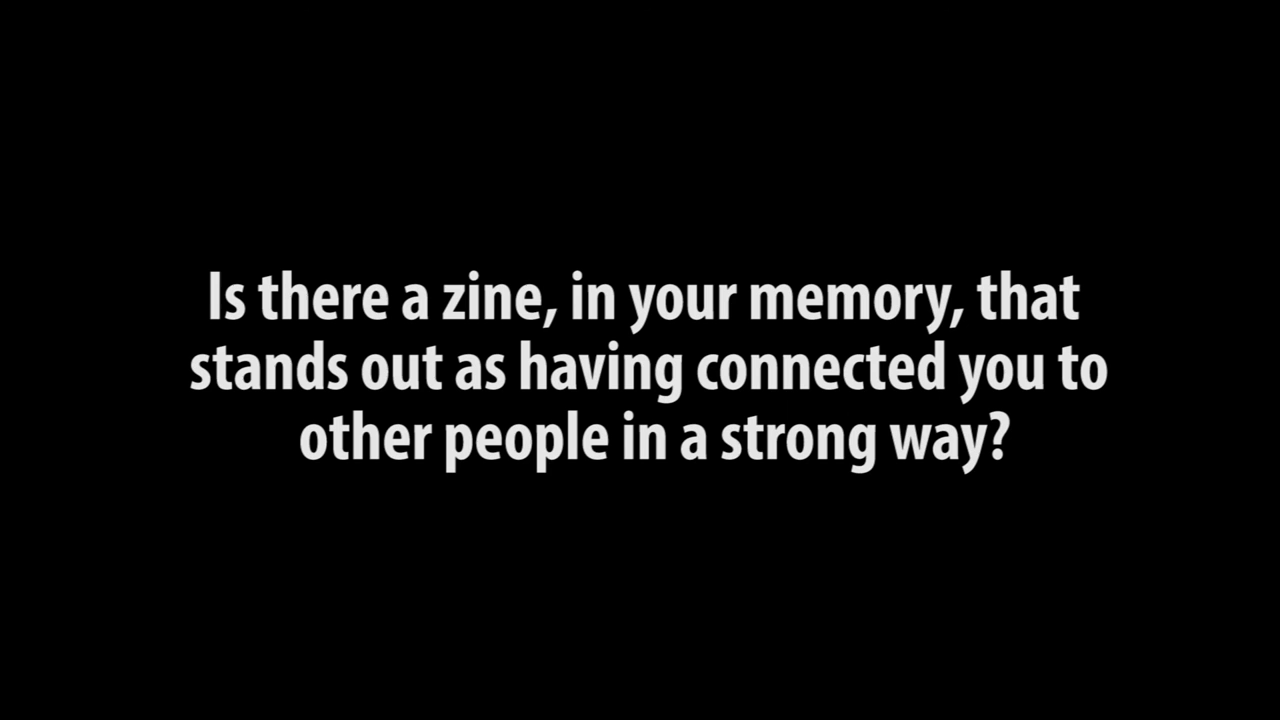 Is there a zine, in your memory, that
stands out as having connected you to
other people in a strong way?